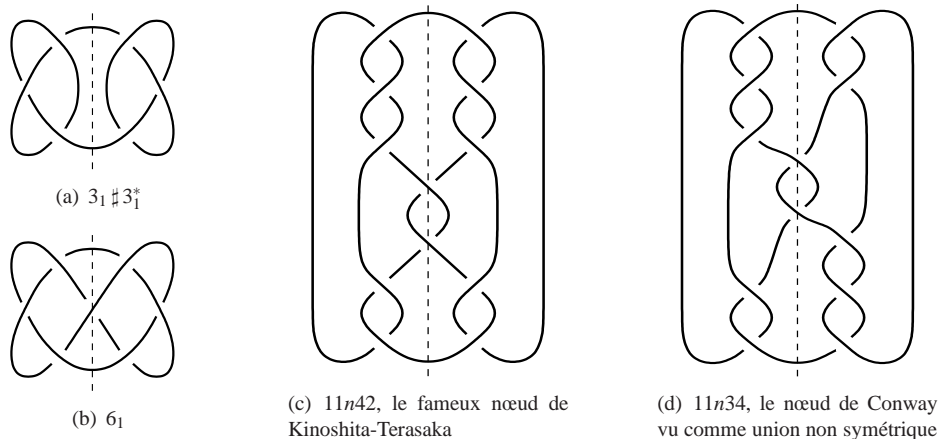 (a) 3₁ ♯ 3₁*
(b) 6₁
(c) 11n42, le fameux nœud de
Kinoshita-Terasaka
(d) 11n34, le nœud de Conway
vu comme union non symétrique